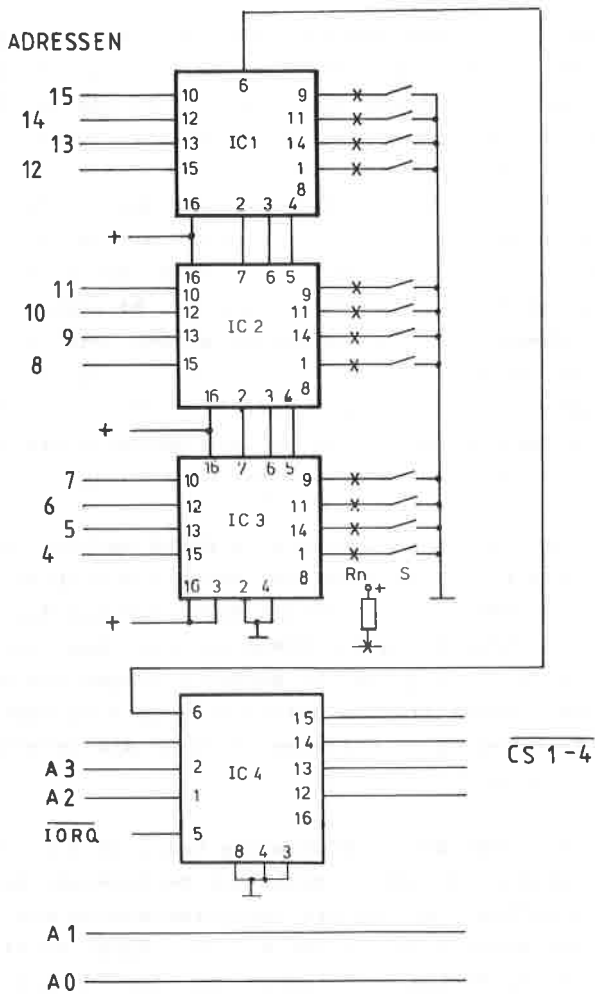 ADRESSEN
6
15 10 9
14 12 11
13 13 IC1 14
12 15 1
8
16 2 3 4
+
16 7 6 5
11 10 9
10 12 11
9 13 IC 2 14
8 15 1
8
16 2 3 4
+
16 7 6 5
7 10 9
6 12 11
5 13 IC 3 14
4 15 1
8
Rn S
16 3 2 4
+
+
6 15
14
CS 1-4
A3 2 IC 4 13
A2 1 12
16
IORQ 5
8 4 3
A1
A0